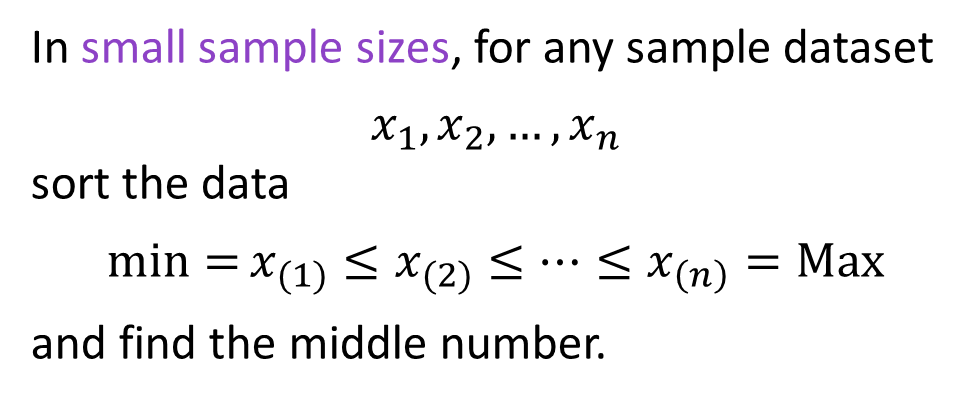 In small sample sizes, for any sample dataset
𝑥₁, 𝑥₂, … , 𝑥ₙ
sort the data
min = 𝑥₍₁₎ ≤ 𝑥₍₂₎ ≤ ⋯ ≤ 𝑥₍ₙ₎ = Max
and find the middle number.